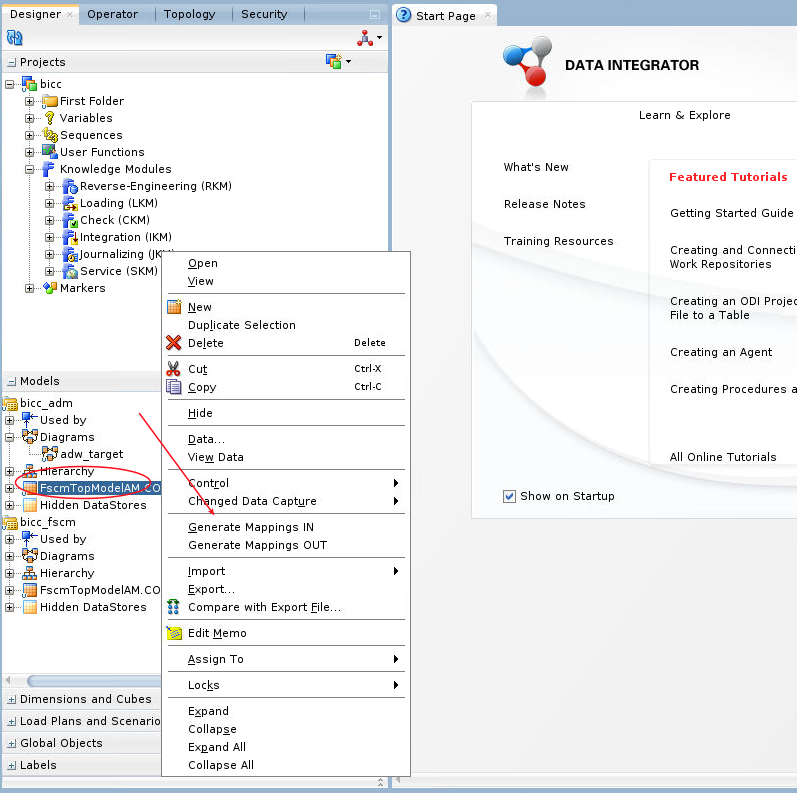 Designer
Operator
Topology
Security
Start Page
Projects
bicc
First Folder
Variables
Sequences
User Functions
Knowledge Modules
Reverse-Engineering (RKM)
Loading (LKM)
Check (CKM)
Integration (IKM)
Journalizing
Service (SKM)
Markers
Models
bicc_adm
Used by
Diagrams
adw_target
Hierarchy
FscmTopModelAM.CO
Hidden DataStores
bicc_fscm
Used by
Diagrams
Hierarchy
FscmTopModelAM.CO
Hidden DataStores
Dimensions and Cubes
Load Plans and Scenario
Global Objects
Labels
Open
View
New
Duplicate Selection
Delete Delete
Cut Ctrl-X
Copy Ctrl-C
Hide
Data...
View Data
Control
Changed Data Capture
Generate Mappings IN
Generate Mappings OUT
Import
Export...
Compare with Export File...
Edit Memo
Assign To
Locks
Expand
Collapse
Expand All
Collapse All
DATA INTEGRATOR
Learn & Explore
What's New
Release Notes
Training Resources
Featured Tutorials
Getting Started Guide
Creating and Connecti
Work Repositories
Creating an ODI Projec
File to a Table
Creating an Agent
Creating Procedures a
All Online Tutorials
Show on Startup